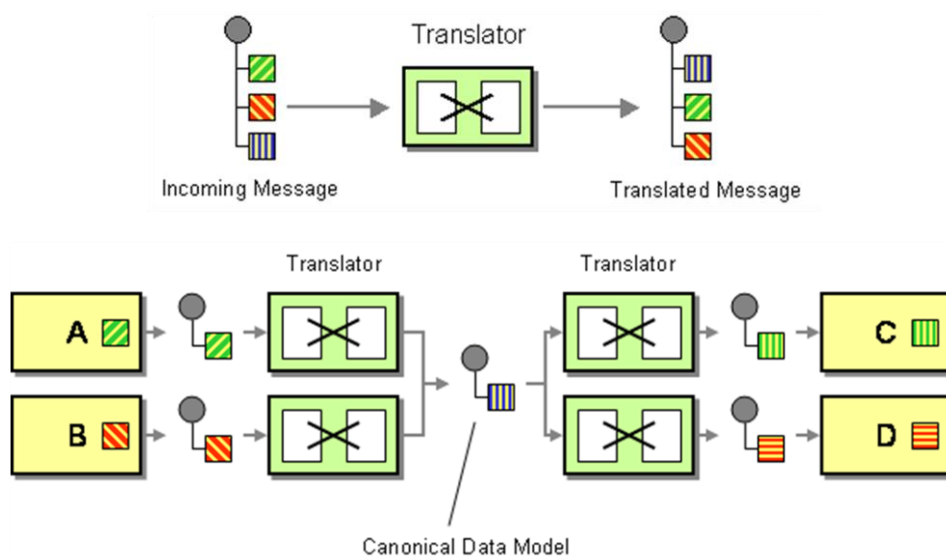 Translator
Incoming Message
Translated Message
Translator
Translator
A
C
B
D
Canonical Data Model